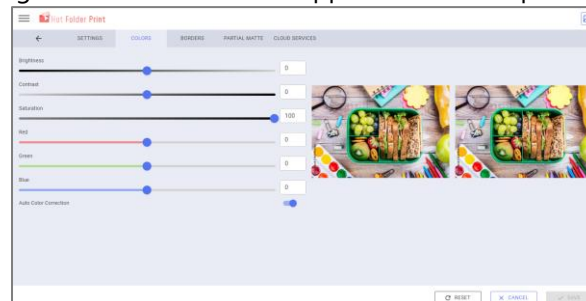 Hot Folder Print
SETTINGS COLORS BORDERS PARTIAL MATTE CLOUD SERVICES
Brightness
0
Contrast
0
Saturation
100
Red
0
Green
0
Blue
0
Auto Color Correction
RESET CANCEL SAVE